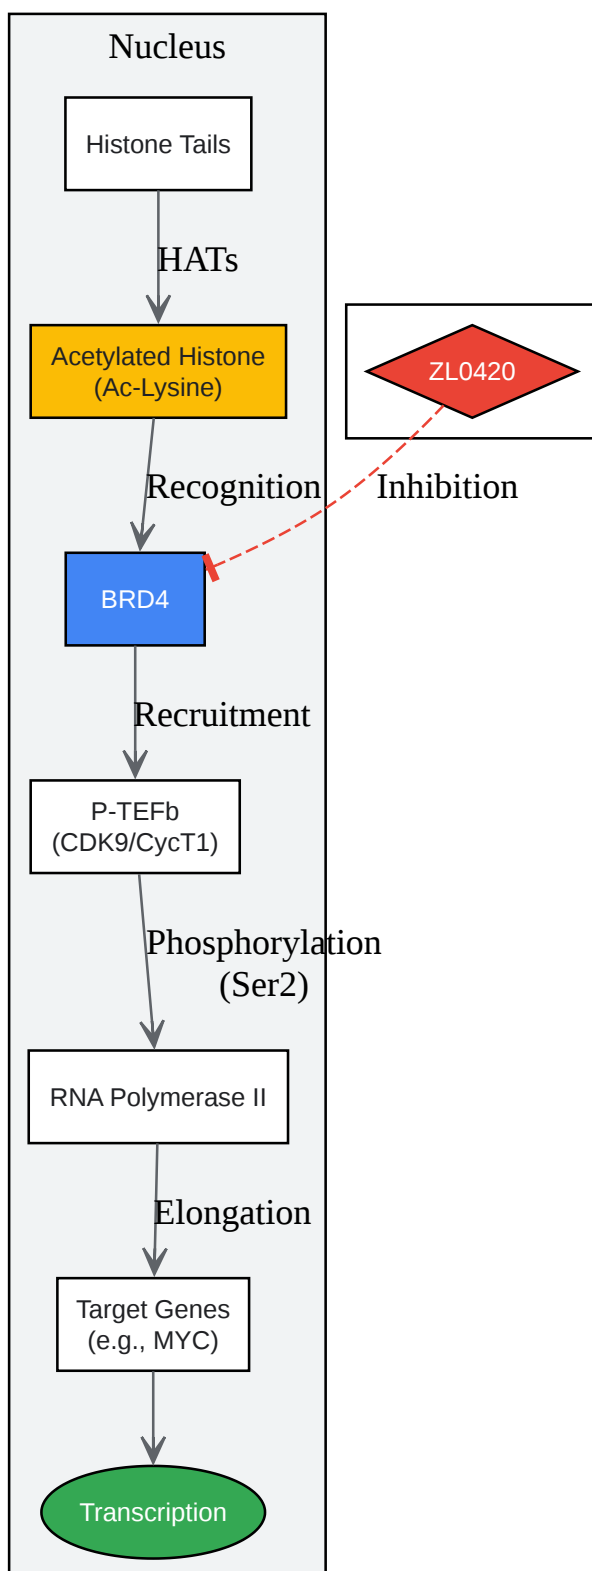 Nucleus
Histone Tails
HATs
Acetylated Histone
(Ac-Lysine)
ZL0420
Recognition
Inhibition
BRD4
Recruitment
P-TEFb
(CDK9/CycT1)
Phosphorylation
(Ser2)
RNA Polymerase II
Elongation
Target Genes
(e.g., MYC)
Transcription